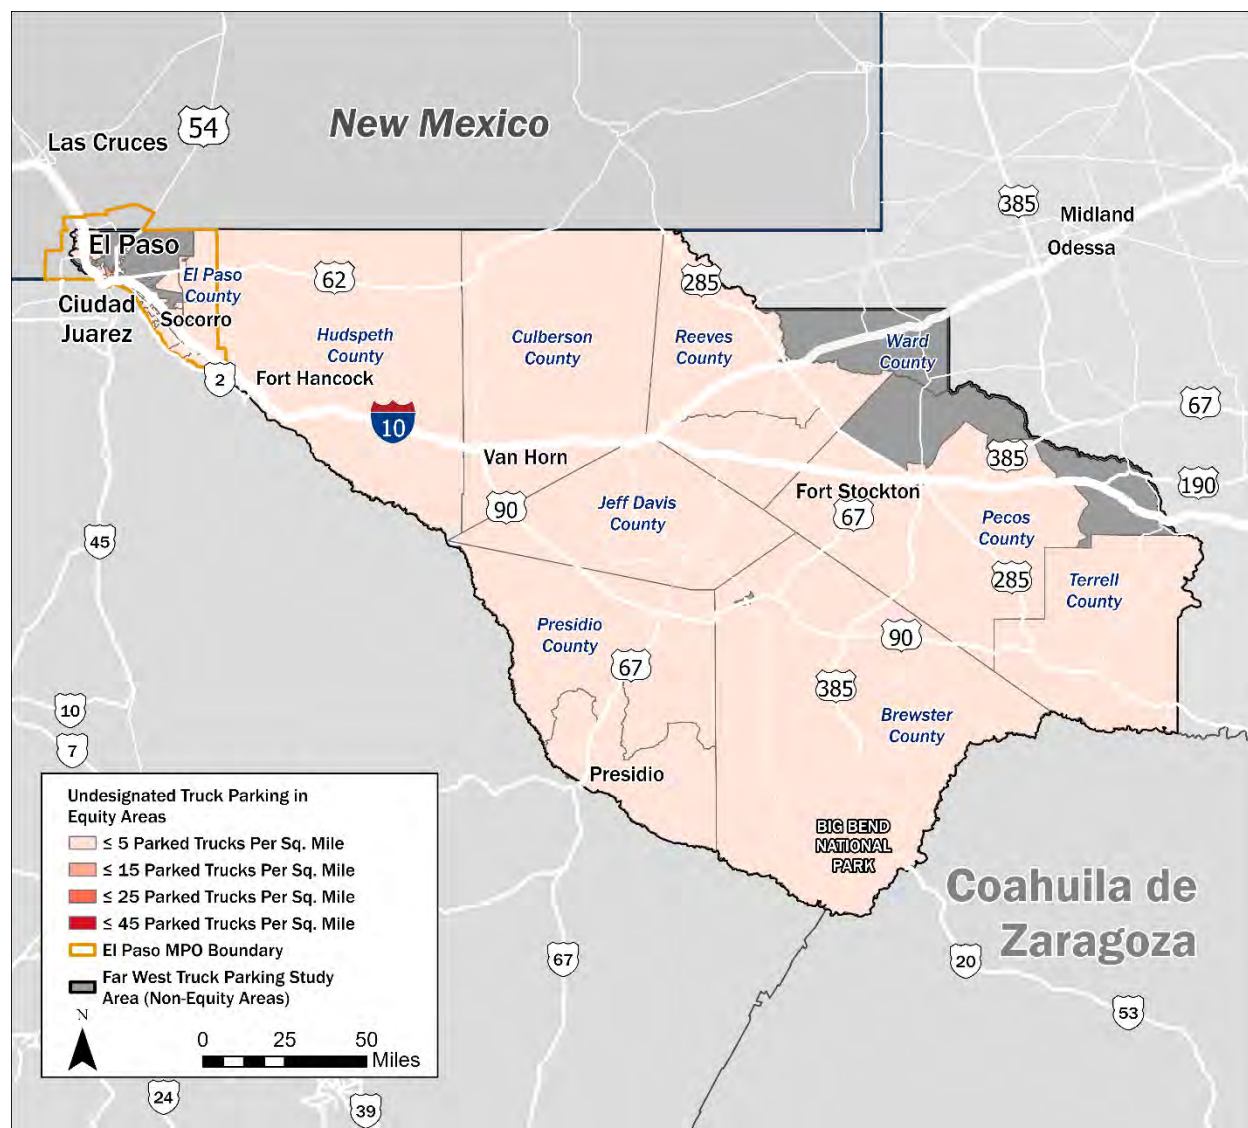 New Mexico
54
Las Cruces
385
Midland
Odessa
El Paso
El Paso
County
62
285
Ciudad
Juarez
Socorro
Hudspeth
County
Culberson
County
Reeves
County
Ward
County
2
Fort Hancock
67
10
Van Horn
385
190
Fort Stockton
90
Jeff Davis
County
67
Pecos
County
45
285
Terrell
County
Presidio
County
90
67
385
10
Brewster
County
7
Presidio
BIG BEND
NATIONAL
PARK
Coahuila de
Zaragoza
Undesignated Truck Parking in
Equity Areas
≤ 5 Parked Trucks Per Sq. Mile
≤ 15 Parked Trucks Per Sq. Mile
≤ 25 Parked Trucks Per Sq. Mile
≤ 45 Parked Trucks Per Sq. Mile
El Paso MPO Boundary
Far West Truck Parking Study
Area (Non-Equity Areas)
N
0 25 50
Miles
67
20
53
24
39